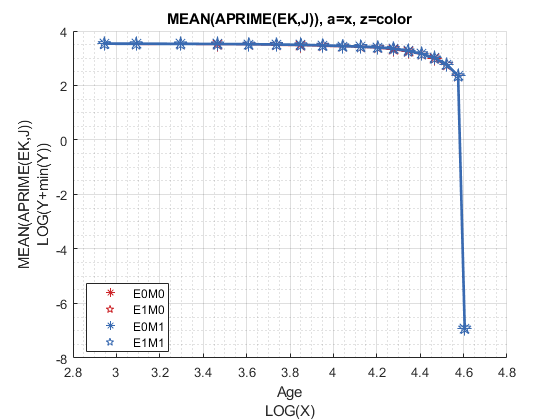 MEAN(APRIME(EK,J)), a=x, z=color
MEAN(APRIME(EK,J))
LOG(Y+min(Y))
4
2
0
-2
-4
-6
-8
E0M0
E1M0
E0M1
E1M1
2.8 3 3.2 3.4 3.6 3.8 4 4.2 4.4 4.6 4.8
Age
LOG(X)